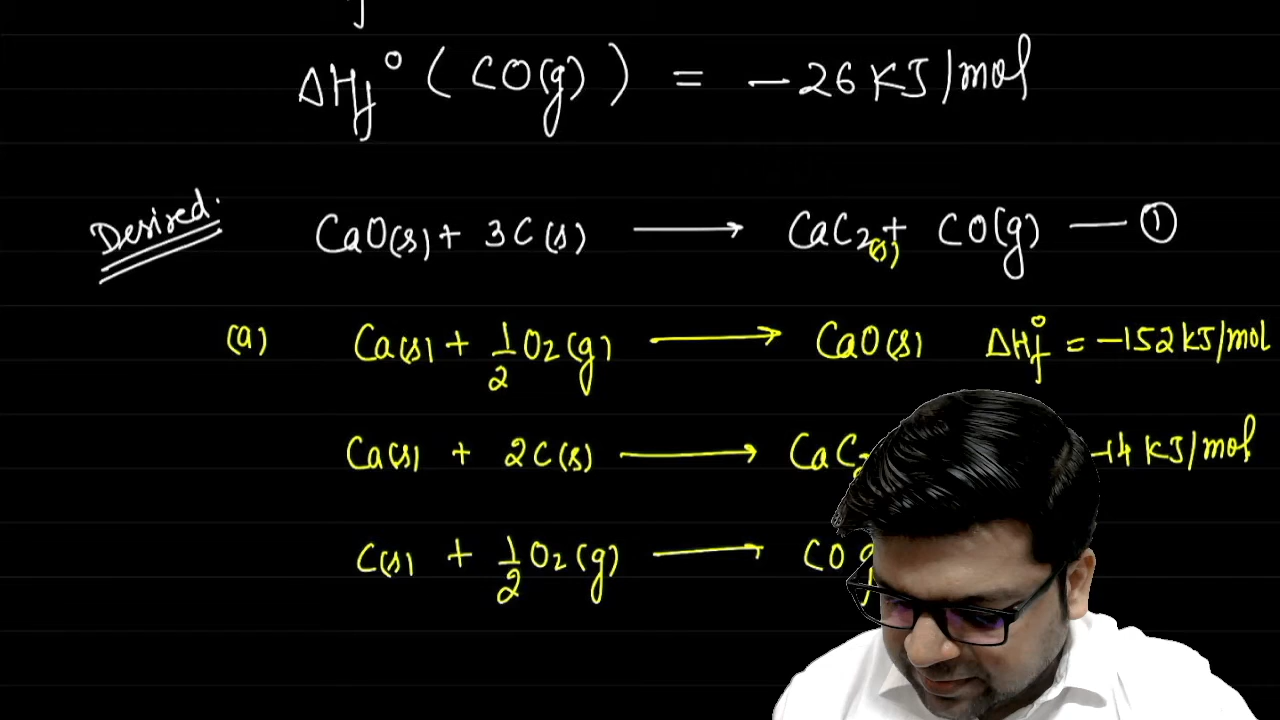 ΔHf° (CO(g)) = -26 KJ/mol
Desired. CaO(s) + 3C(s) ⟶ CaC₂(s) + CO(g) — ①
(a) Ca(s) + 1/2 O₂(g) ⟶ CaO(s) ΔHf° = -152 KJ/mol
Ca(s) + 2C(s) ⟶ CaC₂ -14 KJ/mol
C(s) + 1/2 O₂(g) ⟶ CO